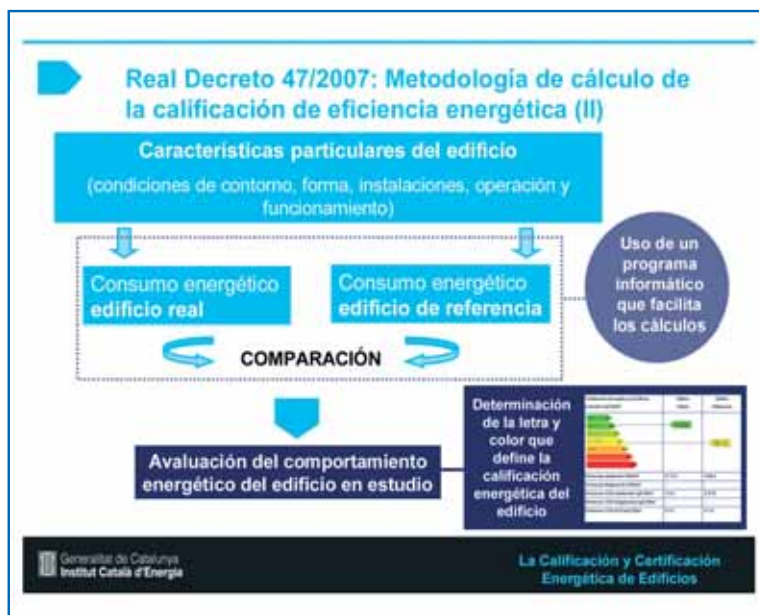 Real Decreto 47/2007: Metodología de cálculo de
la calificación de eficiencia energética (II)
Características particulares del edificio
(condiciones de contorno, forma, instalaciones, operación y
funcionamiento)
Consumo energético
edificio real
Consumo energético
edificio de referencia
COMPARACIÓN
Uso de un
programa
informático
que facilita
los cálculos
Avaluación del comportamiento
energético del edificio en estudio
Determinación
de la letra y
color que
define la
calificación
energética del
edificio
Generalitat de Catalunya
Institut Català d'Energia
La Calificación y Certificación
Energética de Edificios